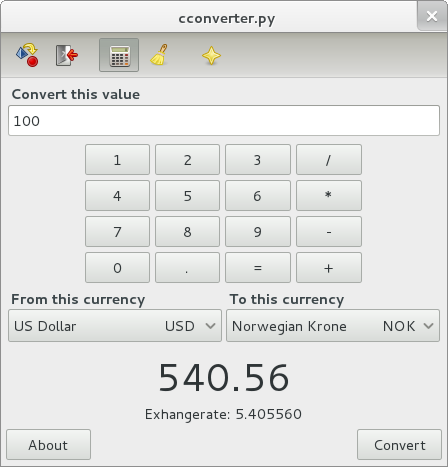 cconverter.py
Convert this value
100
1 2 3 /
4 5 6 *
7 8 9 -
0 . = +
From this currency To this currency
US Dollar USD Norwegian Krone NOK
540.56
Exhangerate: 5.405560
About Convert